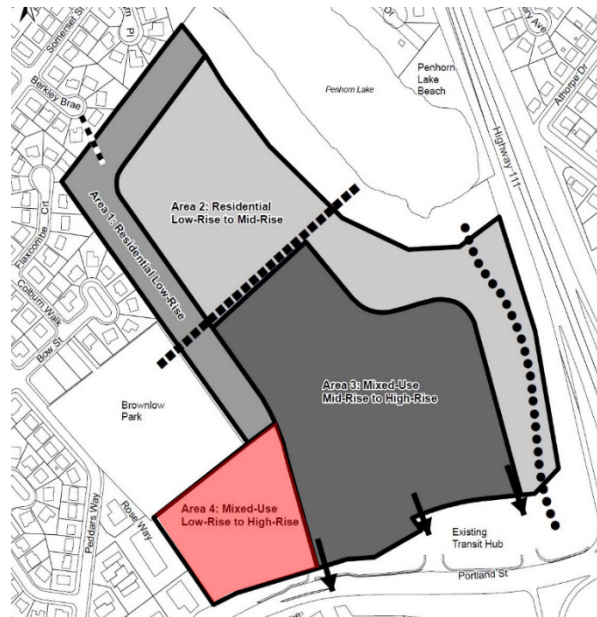 Somerset St
Berkley Brae
Penhorn Lake
Penhorn
Lake
Beach
Highway 111
Athorpe Dr
Flaxcombe Crt
Colburn Walk
Bow St
Area 2: Residential
Low-Rise to Mid-Rise
Area 1: Residential Low-Rise
Brownlow
Park
Area 3: Mixed-Use
Mid-Rise to High-Rise
Area 4: Mixed-Use
Low-Rise to High-Rise
Peddars Way
Rose Way
Existing
Transit Hub
Portland St